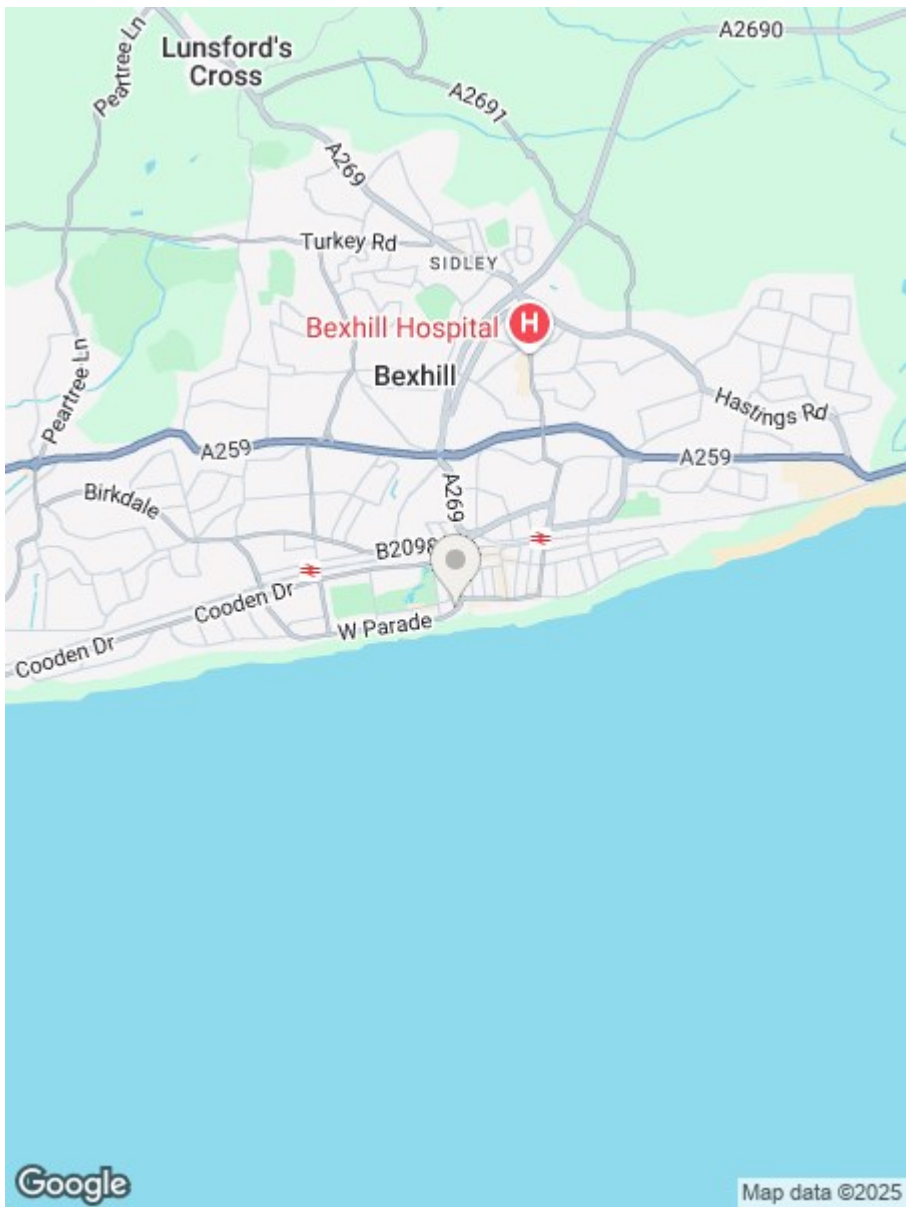 Lunsford's
Cross
A2690
Peartree Ln
A2691
A269
Turkey Rd
SIDLEY
Bexhill Hospital
H
Bexhill
Peartree Ln
Hastings Rd
A259
A259
Birkdale
A269
B2098
Cooden Dr
W Parade
Cooden Dr
Google
Map data ©2025